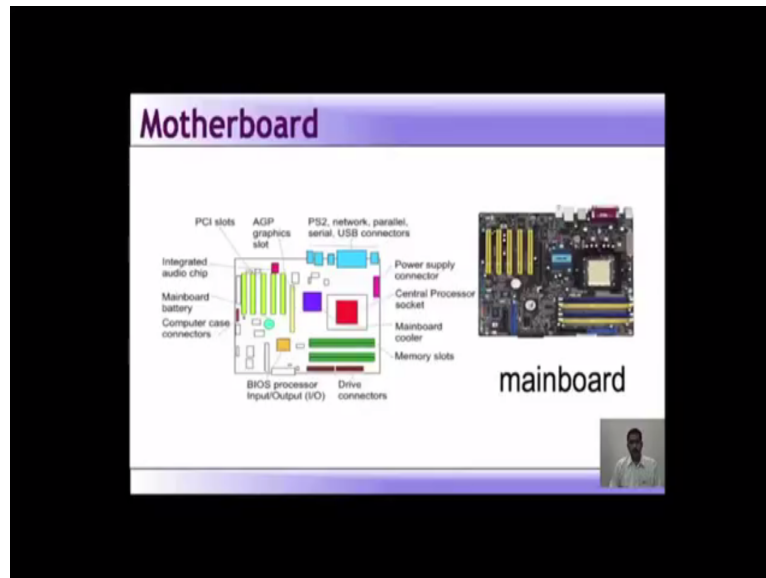 Motherboard
PCI slots
AGP
graphics
slot
PS2, network, parallel,
serial, USB connectors
Integrated
audio chip
Mainboard
battery
Computer case
connectors
Power supply
connector
Central Processor
socket
Mainboard
cooler
Memory slots
BIOS processor
Input/Output (I/O)
Drive
connectors
mainboard